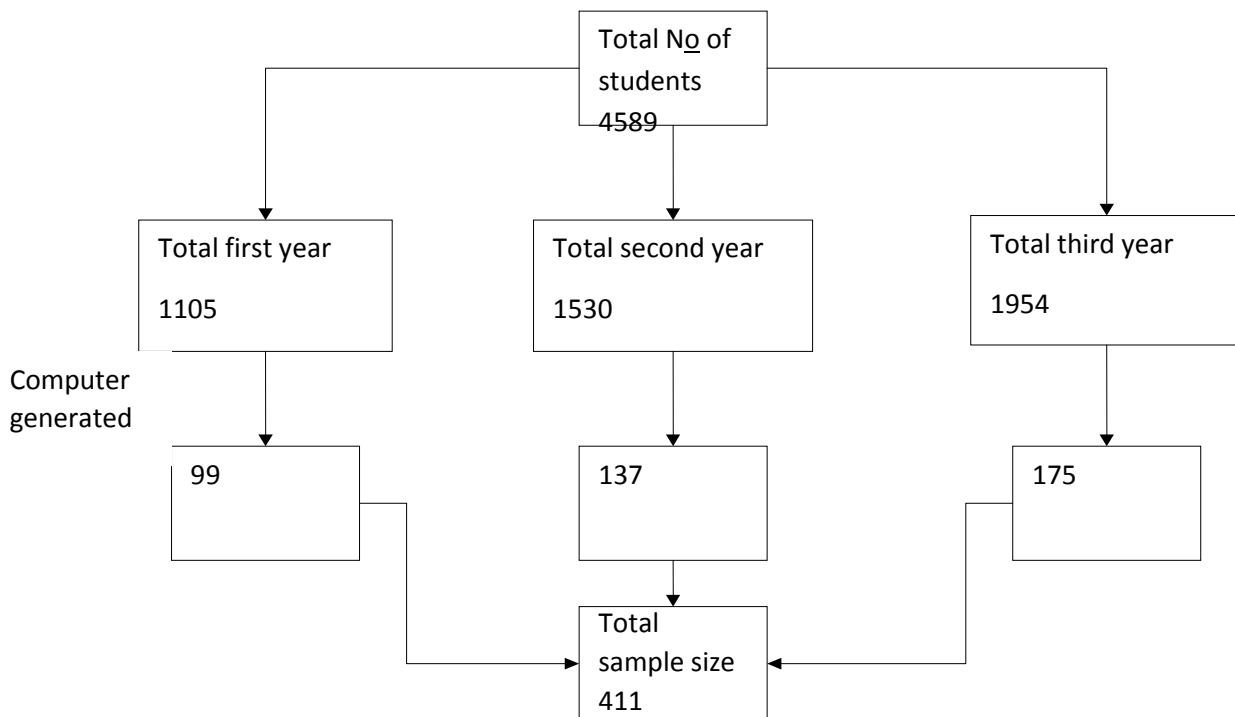 Total No of
students
4589
Total first year
1105
Total second year
1530
Total third year
1954
Computer
generated
99
137
175
Total
sample size
411